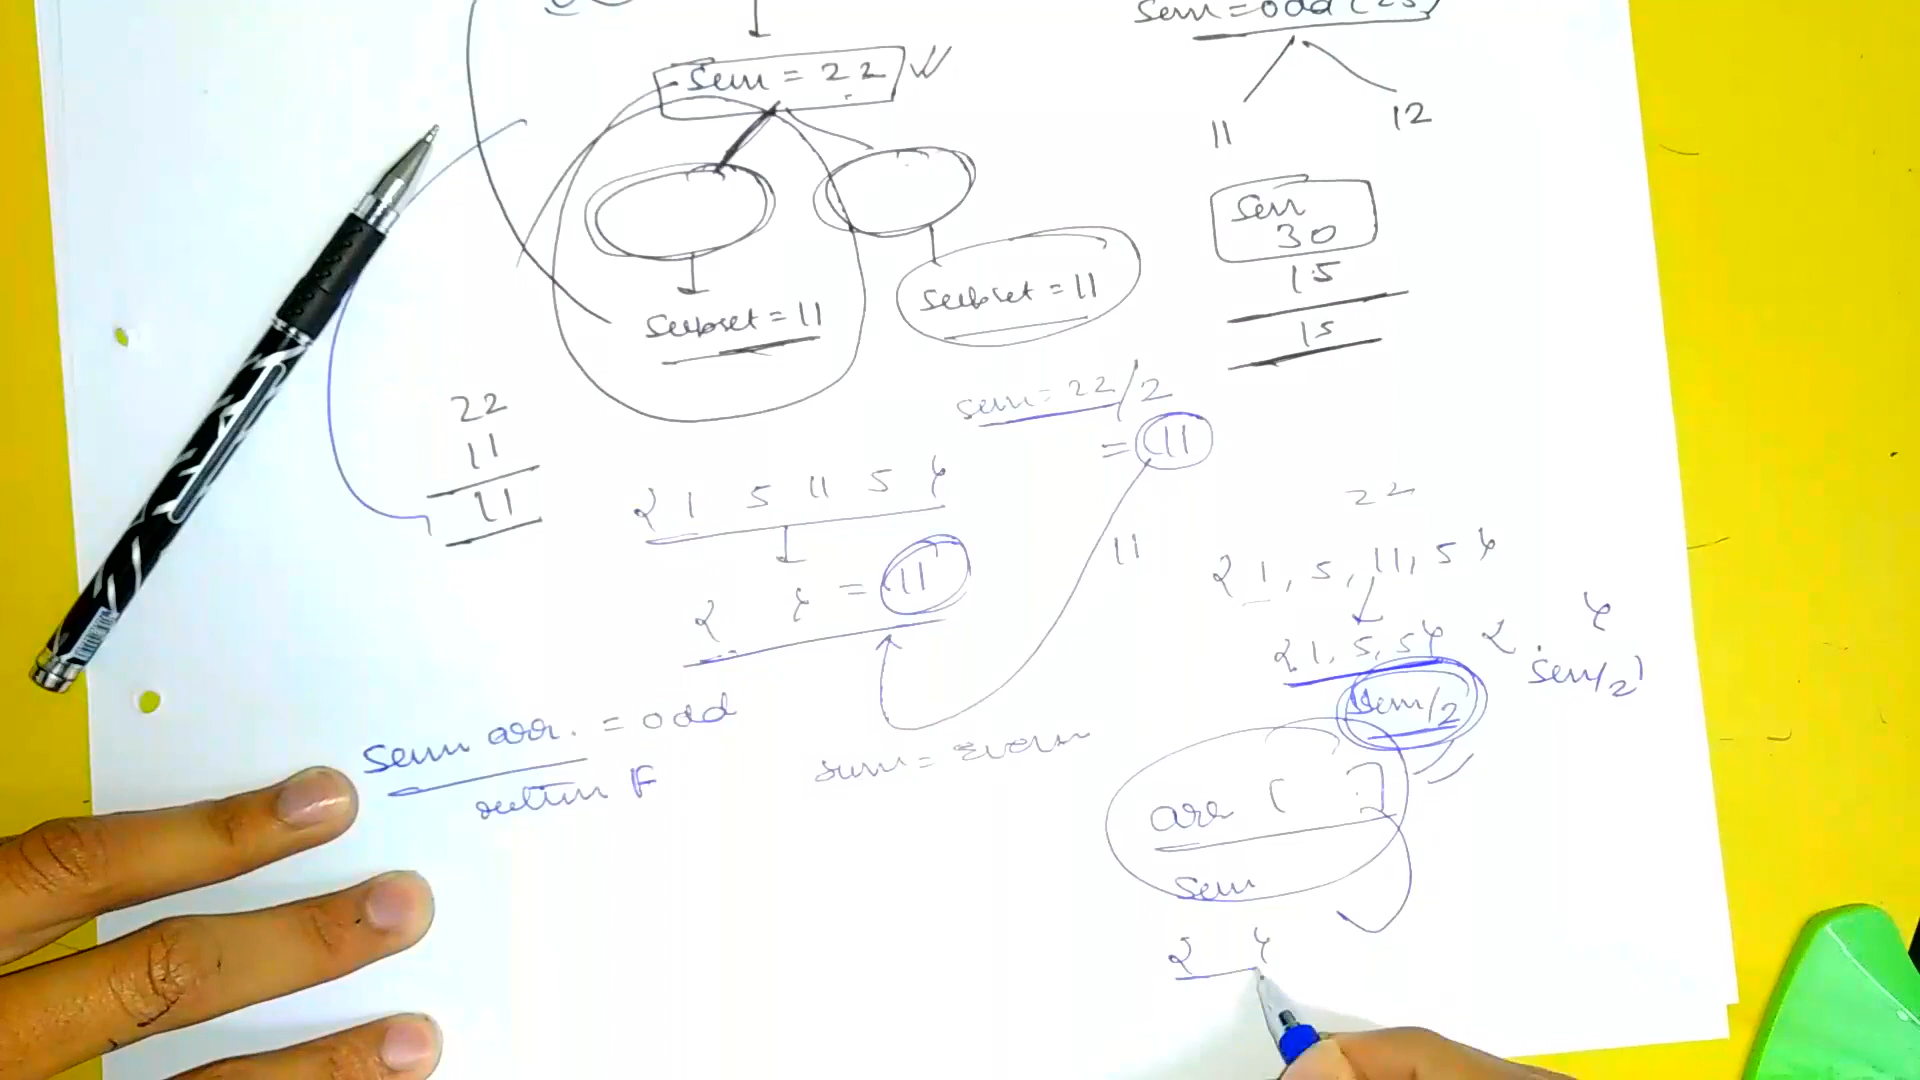 Sum = odd (23)
Sum = 22
11 12
Sum
30
15
15
Subset = 11
Subset = 11
sum = 22/2
= 11
22
11
11
{ 1 5 11 5 }
{ } = 11
11
22
{ 1, 5, 11, 5 }
{ 1, 5, 5 }
{ }
Sum/2
Sum/2
Sum arr. = odd
return F
sum = even
arr [ ]
Sum
{ }